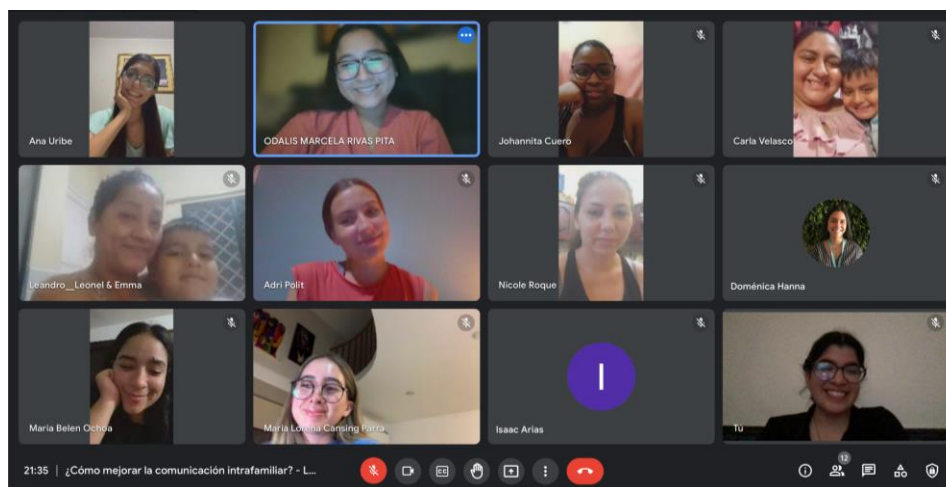 Ana Uribe
ODALIS MARCELA RIVAS PITA
Johannita Cuero
Carla Velasco
Leandro__Leonel & Emma
Adri Polit
Nicole Roque
Doménica Hanna
Maria Belen Ochoa
Maria Lorena Cansing Parra
I
Isaac Arias
Tú
21:35 | ¿Cómo mejorar la comunicación intrafamiliar? - L...
CC
12